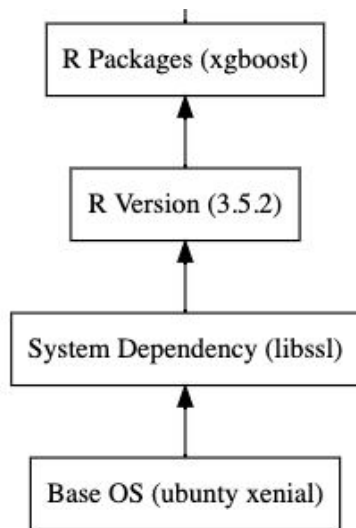 R Packages (xgboost)
R Version (3.5.2)
System Dependency (libssl)
Base OS (ubunty xenial)